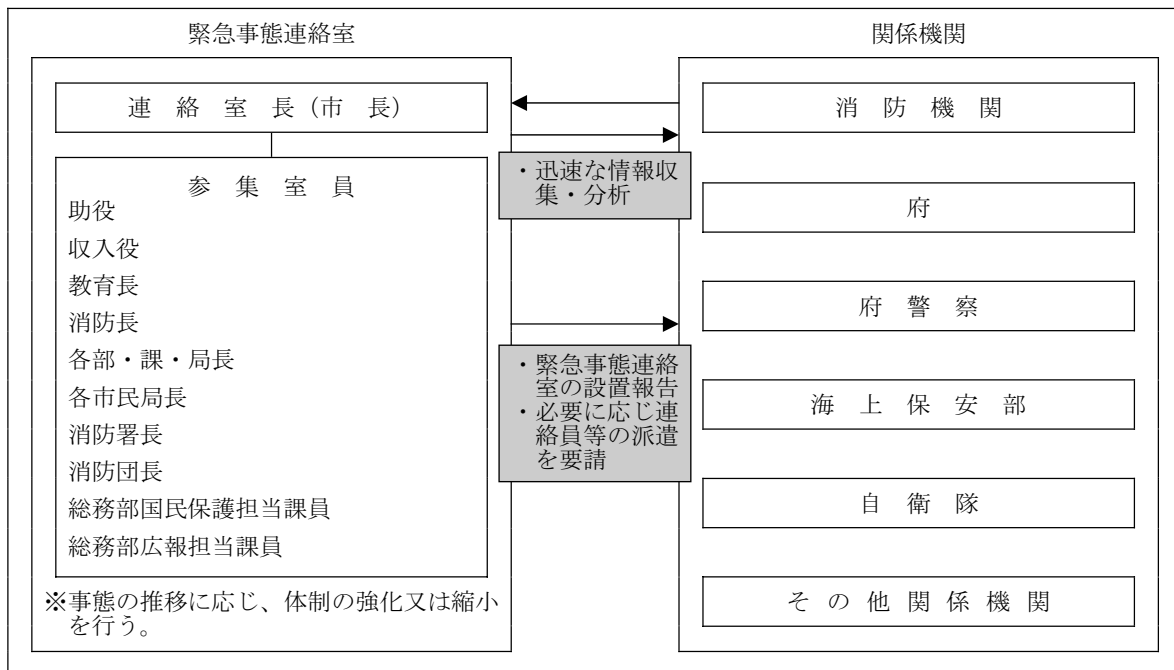 緊急事態連絡室
連絡室長（市長）
参集室員
助役
収入役
教育長
消防長
各部・課・局長
各市民局長
消防署長
消防団長
総務部国民保護担当課員
総務部広報担当課員
※事態の推移に応じ、体制の強化又は縮小
を行う。
・迅速な情報収
集・分析
・緊急事態連絡
室の設置報告
・必要に応じ連
絡員等の派遣
を要請
関係機関
消防機関
府
府警察
海上保安部
自衛隊
その他関係機関